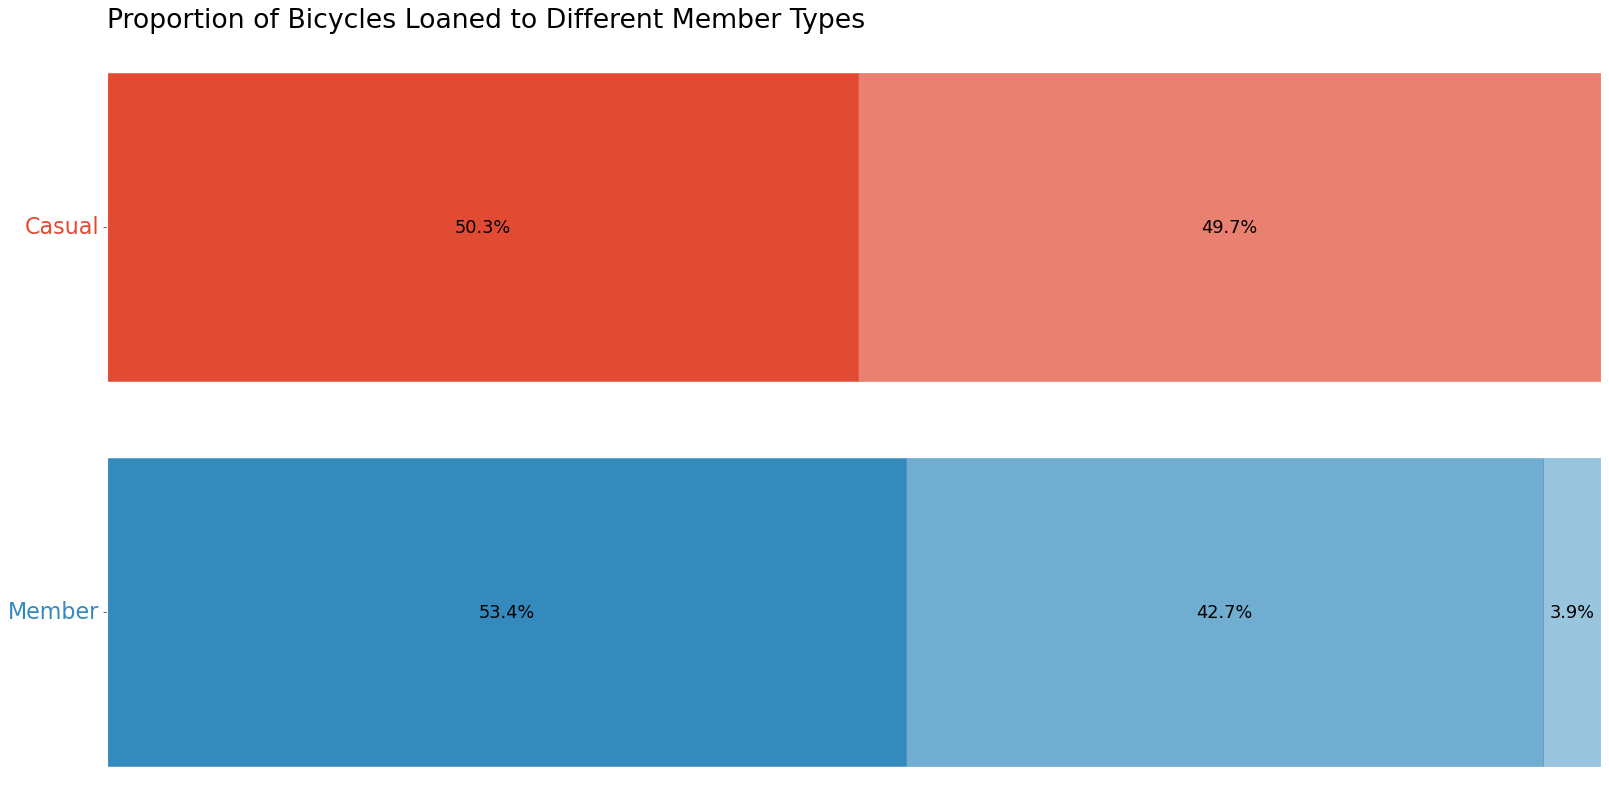 Proportion of Bicycles Loaned to Different Member Types
Casual
50.3%
49.7%
Member
53.4%
42.7%
3.9%